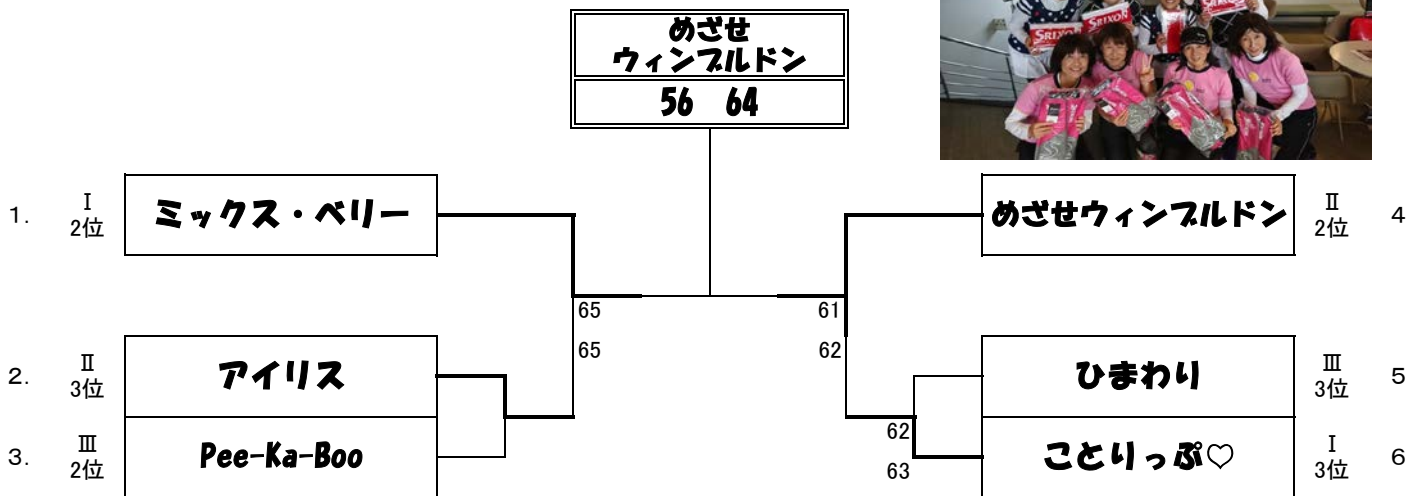 めざせ
ウィンブルドン
56 64
SRIXON
SRIXON
SRIXON
1.
Ⅰ
2位
ミックス・ベリー
めざせウィンブルドン
Ⅱ
2位
4
65
61
65
62
2.
Ⅱ
3位
アイリス
ひまわり
Ⅲ
3位
5
3.
Ⅲ
2位
Pee-Ka-Boo
62
63
ことりっぷ♡
Ⅰ
3位
6